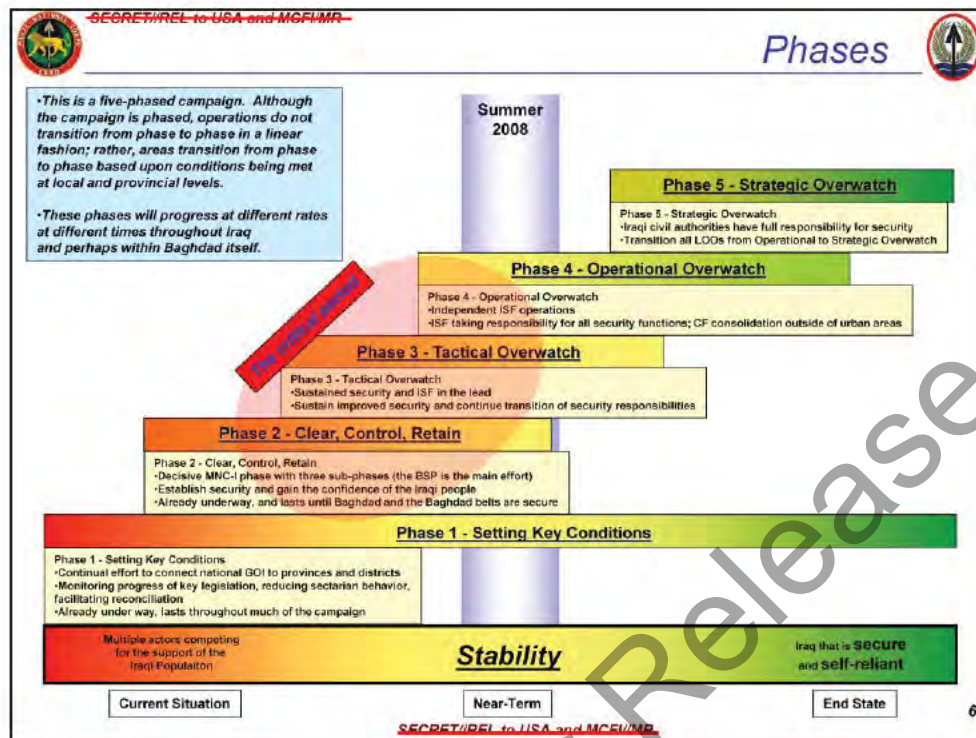 SECRET//REL to USA and MCFI/MR
Phases
•This is a five-phased campaign. Although
the campaign is phased, operations do not
transition from phase to phase in a linear
fashion; rather, areas transition from phase
to phase based upon conditions being met
at local and provincial levels.
•These phases will progress at different rates
at different times throughout Iraq
and perhaps within Baghdad itself.
Summer
2008
Phase 5 - Strategic Overwatch
Phase 5 - Strategic Overwatch
•Iraqi civil authorities have full responsibility for security
•Transition all LOOs from Operational to Strategic Overwatch
Phase 4 - Operational Overwatch
Phase 4 - Operational Overwatch
•Independent ISF operations
•ISF taking responsibility for all security functions; CF consolidation outside of urban areas
The critical period
Phase 3 - Tactical Overwatch
Phase 3 - Tactical Overwatch
•Sustained security and ISF in the lead
•Sustain improved security and continue transition of security responsibilities
Phase 2 - Clear, Control, Retain
Phase 2 - Clear, Control, Retain
•Decisive MNC-I phase with three sub-phases (the BSP is the main effort)
•Establish security and gain the confidence of the Iraqi people
•Already underway, and lasts until Baghdad and the Baghdad belts are secure
Phase 1 - Setting Key Conditions
Phase 1 - Setting Key Conditions
•Continual effort to connect national GOI to provinces and districts
•Monitoring progress of key legislation, reducing sectarian behavior,
facilitating reconciliation
•Already under way, lasts throughout much of the campaign
Multiple actors competing
for the support of the
Iraqi Populaiton
Stability
Iraq that is secure
and self-reliant
Current Situation
Near-Term
End State
6
SECRET//REL to USA and MCFI/MR
Release